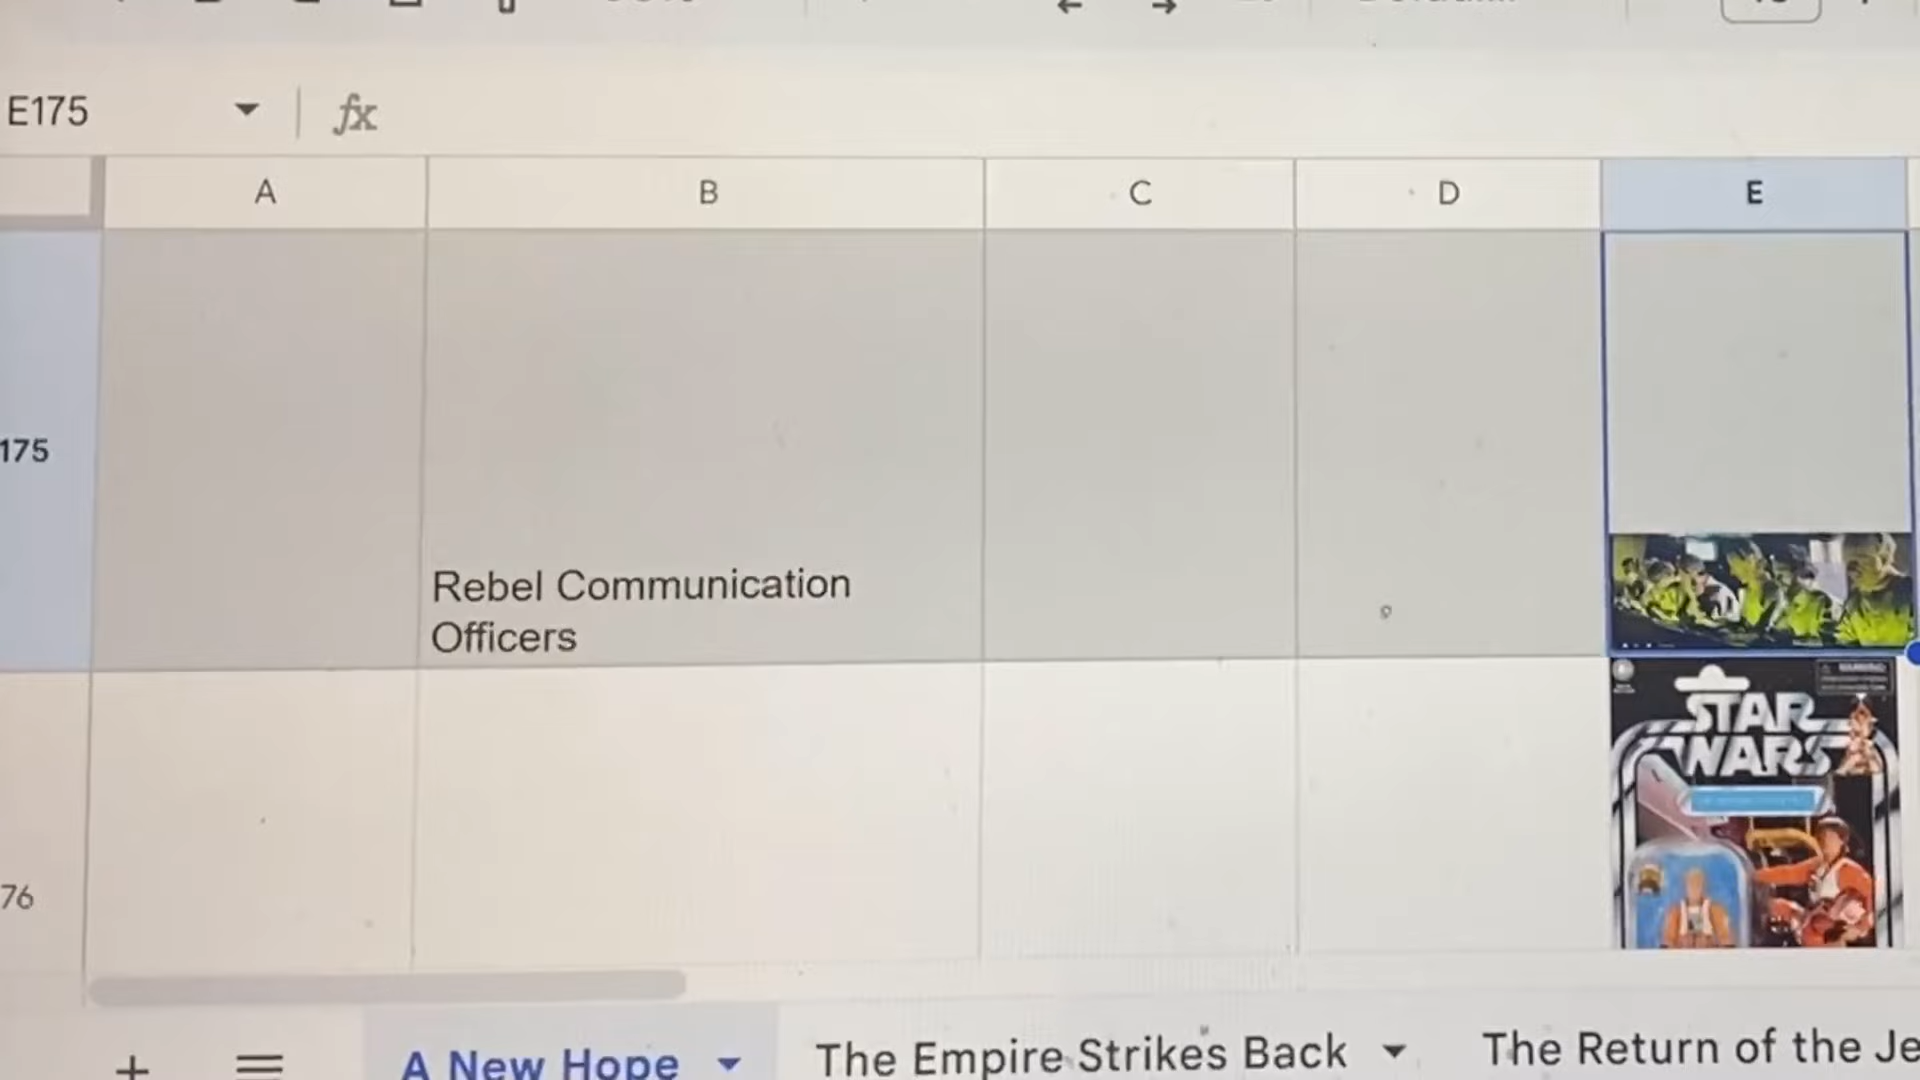 E175 fx
A B C D E
175
Rebel Communication
Officers
STAR
WARS
76
+ A New Hope The Empire Strikes Back The Return of the Je